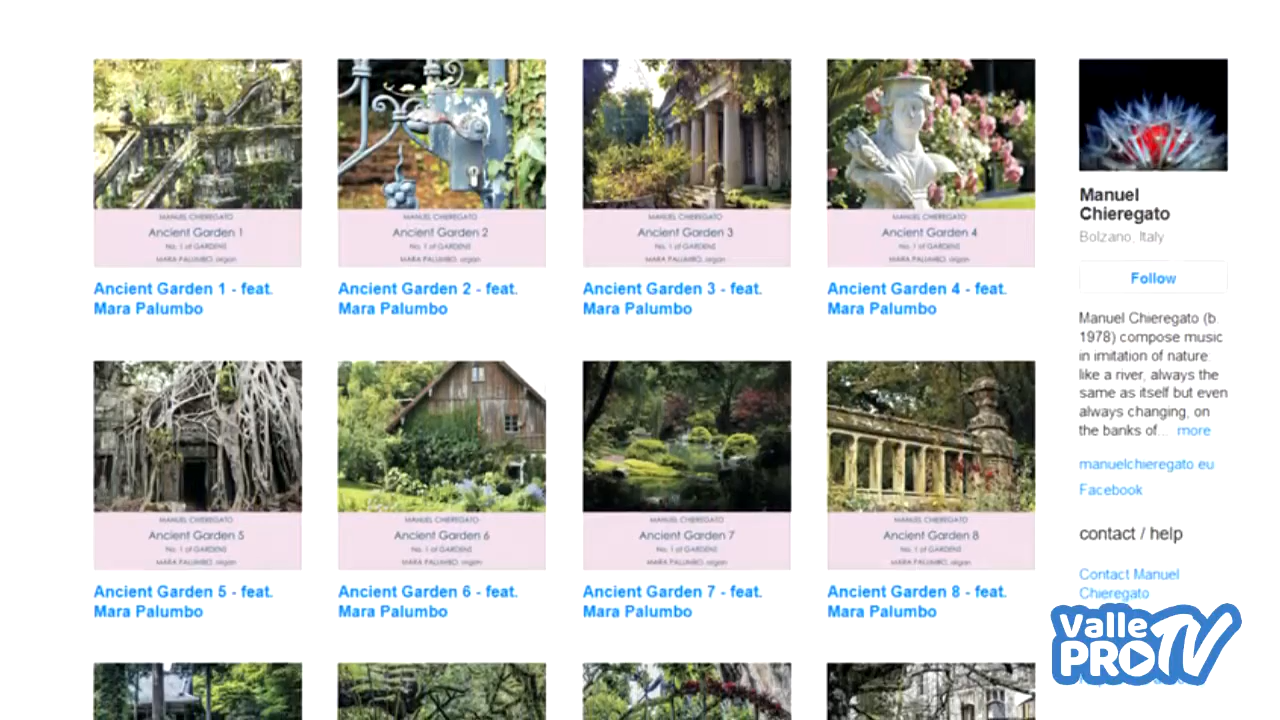 MANUEL CHIEREGATO
Ancient Garden 1
No. 1 of GARDENS
MARA PALUMBO, organ
Ancient Garden 1 - feat.
Mara Palumbo
MANUEL CHIEREGATO
Ancient Garden 2
No. 1 of GARDENS
MARA PALUMBO, organ
Ancient Garden 2 - feat.
Mara Palumbo
MANUEL CHIEREGATO
Ancient Garden 3
No. 1 of GARDENS
MARA PALUMBO, organ
Ancient Garden 3 - feat.
Mara Palumbo
MANUEL CHIEREGATO
Ancient Garden 4
No. 1 of GARDENS
MARA PALUMBO, organ
Ancient Garden 4 - feat.
Mara Palumbo
MANUEL CHIEREGATO
Ancient Garden 5
No. 1 of GARDENS
MARA PALUMBO, organ
Ancient Garden 5 - feat.
Mara Palumbo
MANUEL CHIEREGATO
Ancient Garden 6
No. 1 of GARDENS
MARA PALUMBO, organ
Ancient Garden 6 - feat.
Mara Palumbo
MANUEL CHIEREGATO
Ancient Garden 7
No. 1 of GARDENS
MARA PALUMBO, organ
Ancient Garden 7 - feat.
Mara Palumbo
MANUEL CHIEREGATO
Ancient Garden 8
No. 1 of GARDENS
MARA PALUMBO, organ
Ancient Garden 8 - feat.
Mara Palumbo
Manuel
Chieregato
Bolzano, Italy
Follow
Manuel Chieregato (b.
1978) compose music
in imitation of nature:
like a river, always the
same as itself but even
always changing, on
the banks of... more
manuelchieregato.eu
Facebook
contact / help
Contact Manuel
Chieregato
Valle
PRO TV